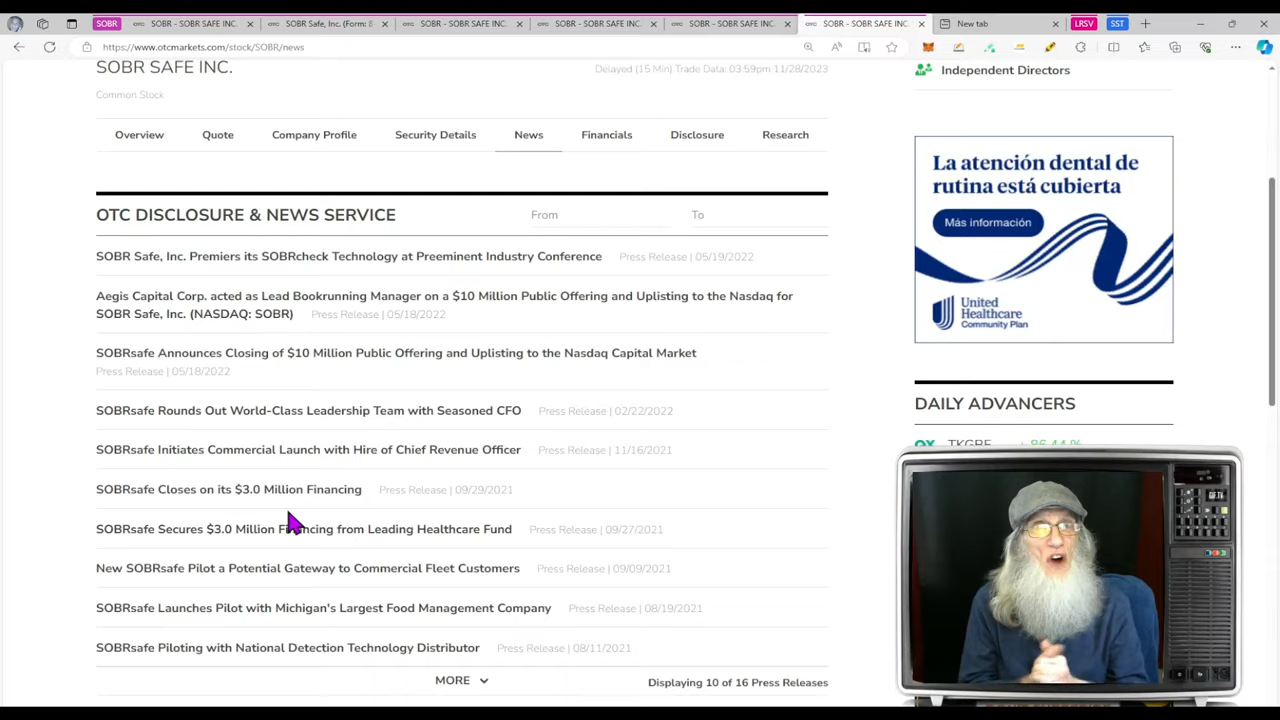 SOBR
SOBR - SOBR SAFE INC.
SOBR Safe, Inc. (Form: 8-
SOBR - SOBR SAFE INC.
SOBR - SOBR SAFE INC.
SOBR - SOBR SAFE INC.
SOBR - SOBR SAFE INC.
New tab
LRSV
SST
https://www.otcmarkets.com/stock/SOBR/news
SOBR SAFE INC.
Delayed (15 Min) Trade Data: 03:59pm 11/28/2023
Common Stock
Overview
Quote
Company Profile
Security Details
News
Financials
Disclosure
Research
OTC DISCLOSURE & NEWS SERVICE
From
To
SOBR Safe, Inc. Premiers its SOBRcheck Technology at Preeminent Industry Conference Press Release | 05/19/2022
Aegis Capital Corp. acted as Lead Bookrunning Manager on a $10 Million Public Offering and Uplisting to the Nasdaq for
SOBR Safe, Inc. (NASDAQ: SOBR) Press Release | 05/18/2022
SOBRsafe Announces Closing of $10 Million Public Offering and Uplisting to the Nasdaq Capital Market
Press Release | 05/18/2022
SOBRsafe Rounds Out World-Class Leadership Team with Seasoned CFO Press Release | 02/22/2022
SOBRsafe Initiates Commercial Launch with Hire of Chief Revenue Officer Press Release | 11/16/2021
SOBRsafe Closes on its $3.0 Million Financing Press Release | 09/29/2021
SOBRsafe Secures $3.0 Million Financing from Leading Healthcare Fund Press Release | 09/27/2021
New SOBRsafe Pilot a Potential Gateway to Commercial Fleet Customers Press Release | 09/09/2021
SOBRsafe Launches Pilot with Michigan's Largest Food Management Company Press Release | 08/19/2021
SOBRsafe Piloting with National Detection Technology Distributor Press Release | 08/11/2021
MORE
Displaying 10 of 16 Press Releases
Independent Directors
La atención dental de
rutina está cubierta
Más información
United
Healthcare
Community Plan
DAILY ADVANCERS
QX TKGBF + 86.44 %